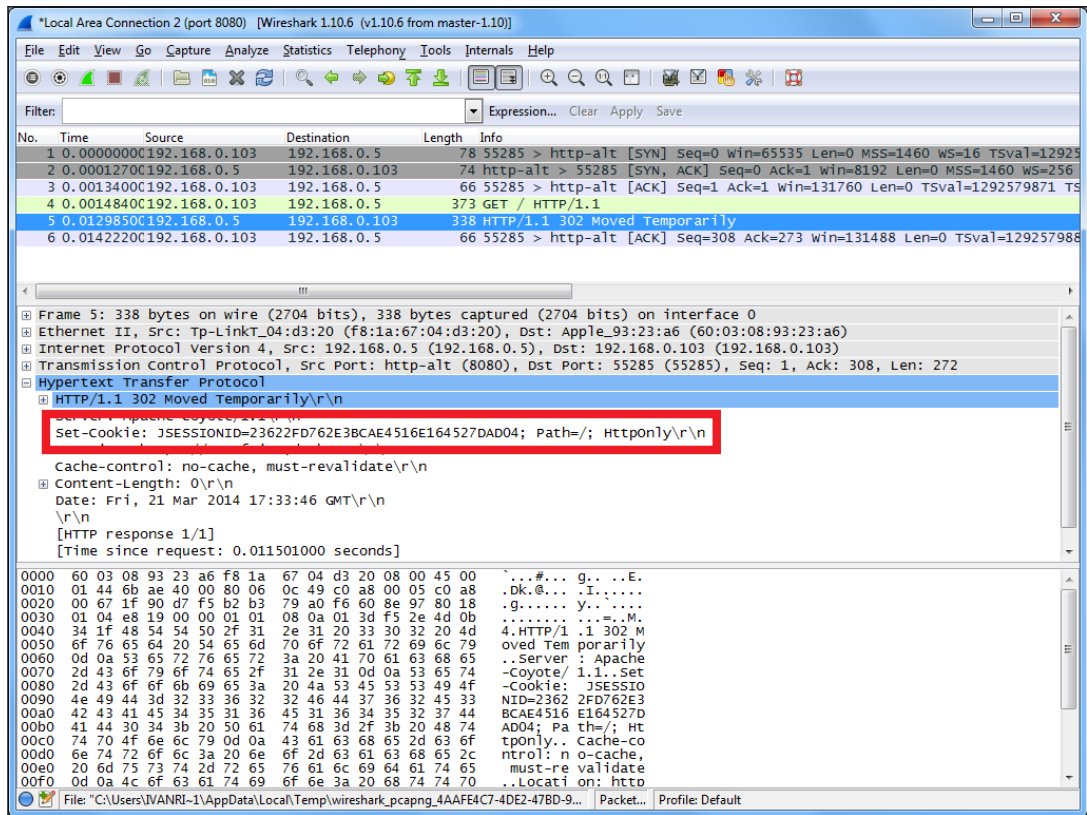 *Local Area Connection 2 (port 8080) [Wireshark 1.10.6 (v1.10.6 from master-1.10)]
File Edit View Go Capture Analyze Statistics Telephony Tools Internals Help
Filter: Expression... Clear Apply Save
No. Time Source Destination Length Info
1 0.00000000 192.168.0.103 192.168.0.5 78 55285 > http-alt [SYN] Seq=0 Win=65535 Len=0 MSS=1460 WS=16 TSval=12925
2 0.00012700 192.168.0.5 192.168.0.103 74 http-alt > 55285 [SYN, ACK] Seq=0 Ack=1 Win=8192 Len=0 MSS=1460 WS=256
3 0.00134000 192.168.0.103 192.168.0.5 66 55285 > http-alt [ACK] Seq=1 Ack=1 Win=131760 Len=0 TSval=1292579871 TS
4 0.00148400 192.168.0.103 192.168.0.5 373 GET / HTTP/1.1
5 0.01298500 192.168.0.5 192.168.0.103 338 HTTP/1.1 302 Moved Temporarily
6 0.01422200 192.168.0.103 192.168.0.5 66 55285 > http-alt [ACK] Seq=308 Ack=273 Win=131488 Len=0 TSval=129257988
Frame 5: 338 bytes on wire (2704 bits), 338 bytes captured (2704 bits) on interface 0
Ethernet II, Src: Tp-LinkT_04:d3:20 (f8:1a:67:04:d3:20), Dst: Apple_93:23:a6 (60:03:08:93:23:a6)
Internet Protocol Version 4, Src: 192.168.0.5 (192.168.0.5), Dst: 192.168.0.103 (192.168.0.103)
Transmission Control Protocol, Src Port: http-alt (8080), Dst Port: 55285 (55285), Seq: 1, Ack: 308, Len: 272
Hypertext Transfer Protocol
HTTP/1.1 302 Moved Temporarily\r\n
Server: Apache-Coyote/1.1\r\n
Set-Cookie: JSESSIONID=23622FD762E3BCAE4516E164527DAD04; Path=/; HttpOnly\r\n
Cache-control: no-cache, must-revalidate\r\n
Content-Length: 0\r\n
Date: Fri, 21 Mar 2014 17:33:46 GMT\r\n
\r\n
[HTTP response 1/1]
[Time since request: 0.011501000 seconds]
0000 60 03 08 93 23 a6 f8 1a 67 04 d3 20 08 00 45 00 `...#... g.. ..E.
0010 01 44 6b ae 40 00 80 06 0c 49 c0 a8 00 05 c0 a8 .Dk.@... .I......
0020 00 67 1f 90 d7 f5 b2 b3 79 a0 f6 60 8e 97 80 18 .g...... y..`....
0030 01 04 e8 19 00 00 01 01 08 0a 01 3d f5 2e 4d 0b ........ ...=..M.
0040 34 1f 48 54 54 50 2f 31 2e 31 20 33 30 32 20 4d 4.HTTP/1 .1 302 M
0050 6f 76 65 64 20 54 65 6d 70 6f 72 61 72 69 6c 79 oved Tem porarily
0060 0d 0a 53 65 72 76 65 72 3a 20 41 70 61 63 68 65 ..Server : Apache
0070 2d 43 6f 79 6f 74 65 2f 31 2e 31 0d 0a 53 65 74 -Coyote/ 1.1..Set
0080 2d 43 6f 6f 6b 69 65 3a 20 4a 53 45 53 53 49 4f -Cookie: JSESSIO
0090 4e 49 44 3d 32 33 36 32 32 46 44 37 36 32 45 33 NID=2362 2FD762E3
00a0 42 43 41 45 34 35 31 36 45 31 36 34 35 32 37 44 BCAE4516 E164527D
00b0 41 44 30 34 3b 20 50 61 74 68 3d 2f 3b 20 48 74 AD04; Pa th=/; Ht
00c0 74 70 4f 6e 6c 79 0d 0a 43 61 63 68 65 2d 63 6f tpOnly.. Cache-co
00d0 6e 74 72 6f 6c 3a 20 6e 6f 2d 63 61 63 68 65 2c ntrol: n o-cache,
00e0 20 6d 75 73 74 2d 72 65 76 61 6c 69 64 61 74 65 must-re validate
00f0 0d 0a 4c 6f 63 61 74 69 6f 6e 3a 20 68 74 74 70 ..Locati on: http
File: "C:\Users\IVANRI~1\AppData\Local\Temp\wireshark_pcapng_4AAFE4C7-4DE2-47BD-9... Packet... Profile: Default